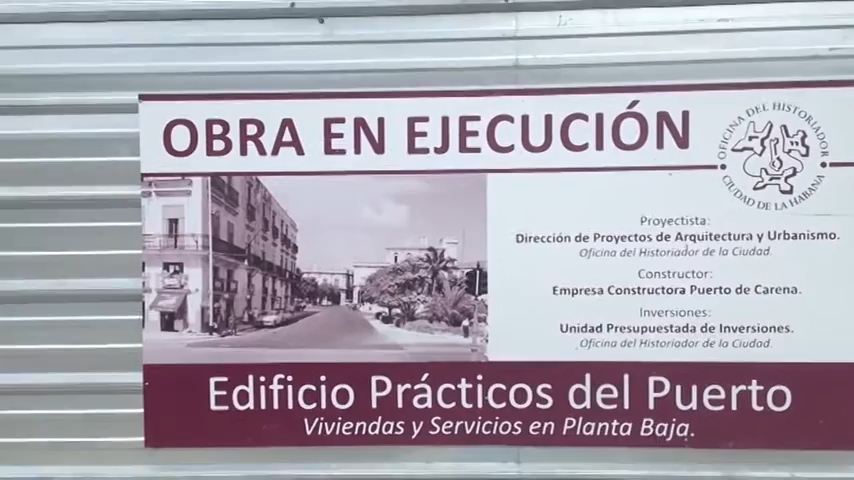 OBRA EN EJECUCIÓN
OFICINA DEL HISTORIADOR
CIUDAD DE LA HABANA
Proyectista:
Dirección de Proyectos de Arquitectura y Urbanismo.
Oficina del Historiador de la Ciudad.
Constructor:
Empresa Constructora Puerto de Carena.
Inversiones:
Unidad Presupuestada de Inversiones.
Oficina del Historiador de la Ciudad.
Edificio Prácticos del Puerto
Viviendas y Servicios en Planta Baja.